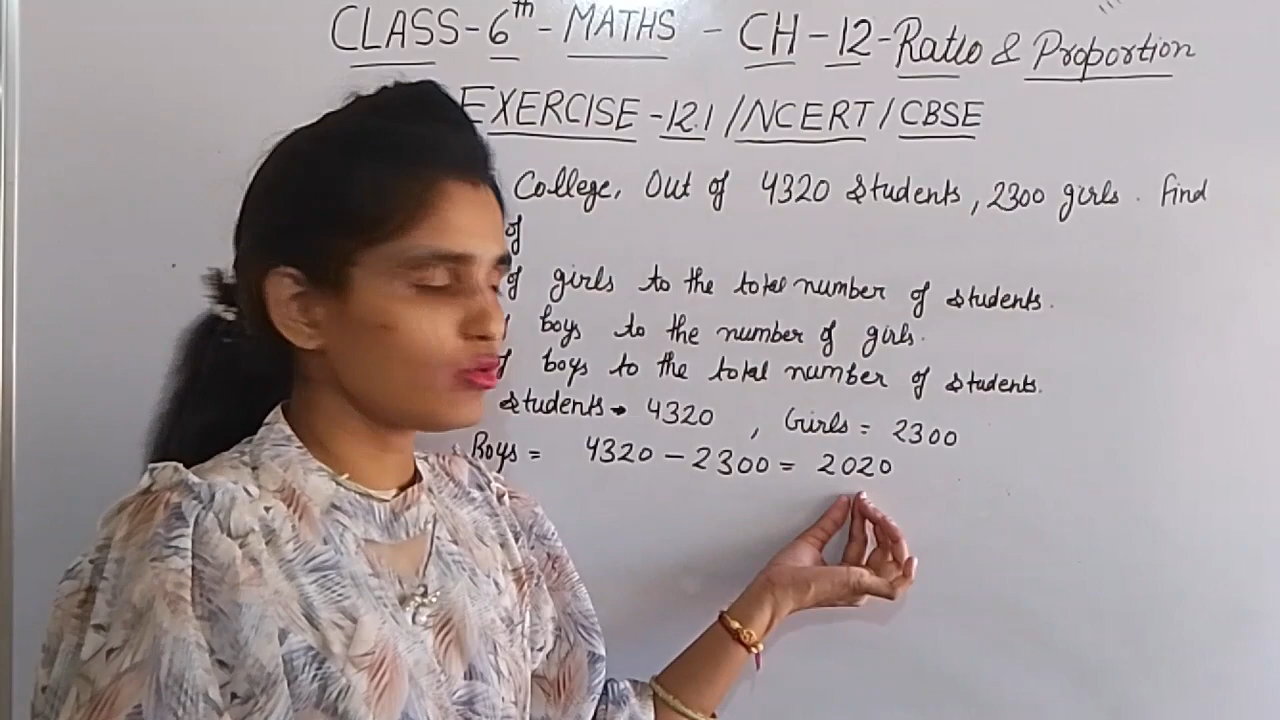 CLASS-6th-MATHS - CH-12-Ratio & Proportion
EXERCISE-12.1/NCERT/CBSE
College, Out of 4320 Students, 2300 girls. Find
of
of girls to the total number of students.
boys to the number of girls.
boys to the total number of students.
Students 4320, Girls = 2300
Boys = 4320-2300 = 2020